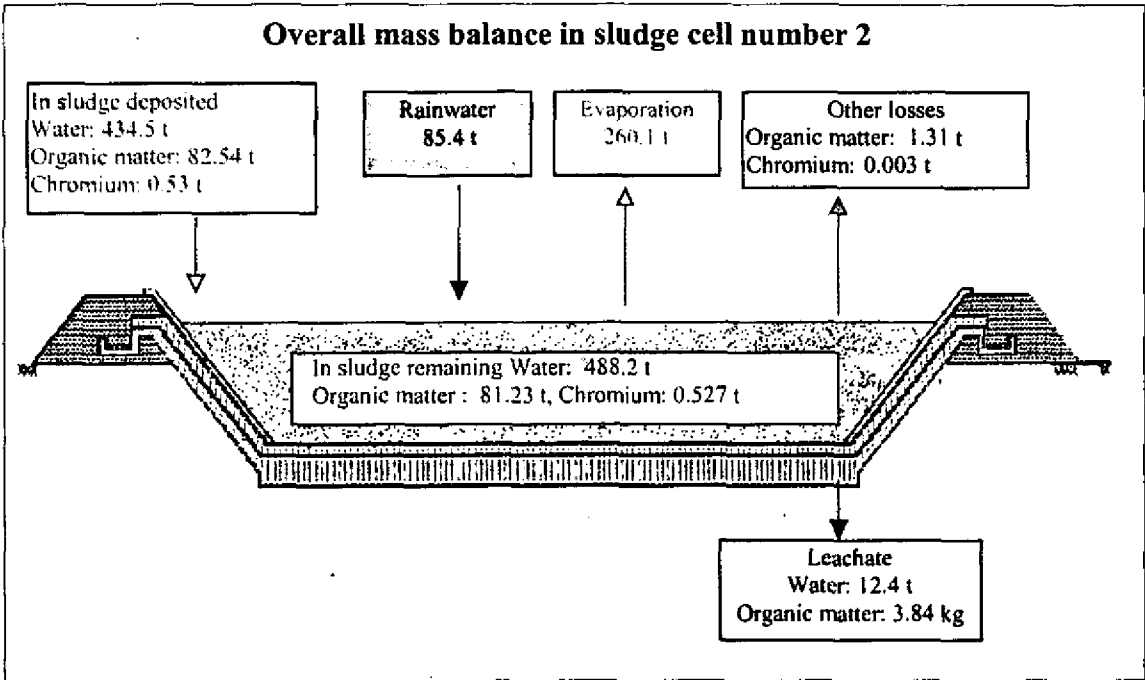 Overall mass balance in sludge cell number 2
In sludge deposited
Water: 434.5 t
Organic matter: 82.54 t
Chromium: 0.53 t
Rainwater
85.4 t
Evaporation
260.1 t
Other losses
Organic matter: 1.31 t
Chromium: 0.003 t
In sludge remaining Water: 488.2 t
Organic matter : 81.23 t, Chromium: 0.527 t
Leachate
Water: 12.4 t
Organic matter: 3.84 kg